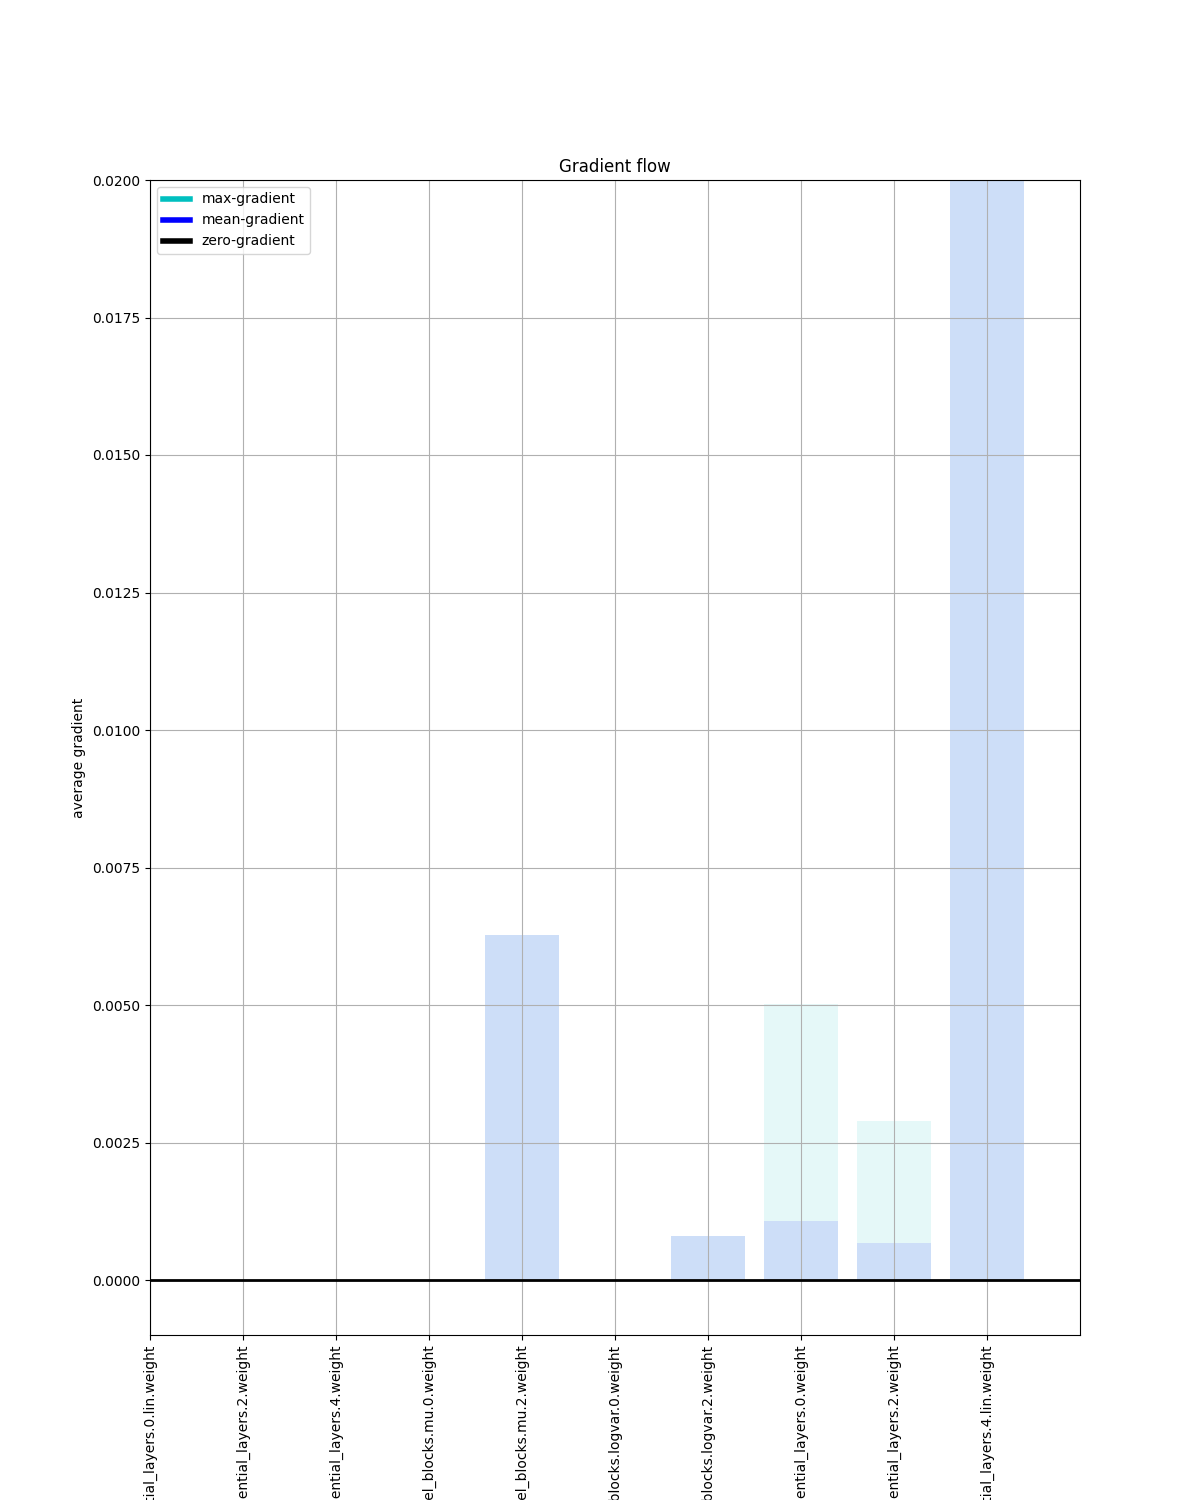 Gradient flow
max-gradient
mean-gradient
zero-gradient
0.0200
0.0175
0.0150
0.0125
0.0100
0.0075
0.0050
0.0025
0.0000
average gradient
tial_layers.0.lin.weight
ential_layers.2.weight
ential_layers.4.weight
el_blocks.mu.0.weight
el_blocks.mu.2.weight
blocks.logvar.0.weight
blocks.logvar.2.weight
ential_layers.0.weight
ential_layers.2.weight
tial_layers.4.lin.weight